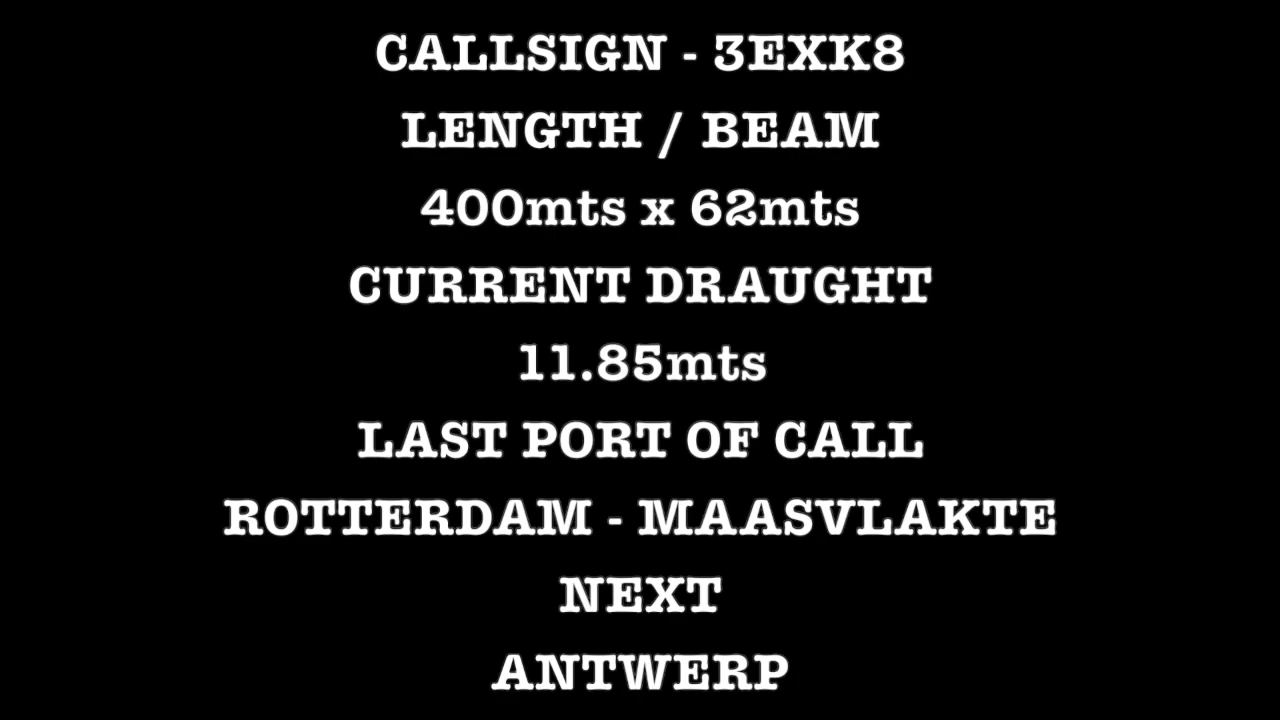 CALLSIGN - 3EXK8
LENGTH / BEAM
400mts x 62mts
CURRENT DRAUGHT
11.85mts
LAST PORT OF CALL
ROTTERDAM - MAASVLAKTE
NEXT
ANTWERP